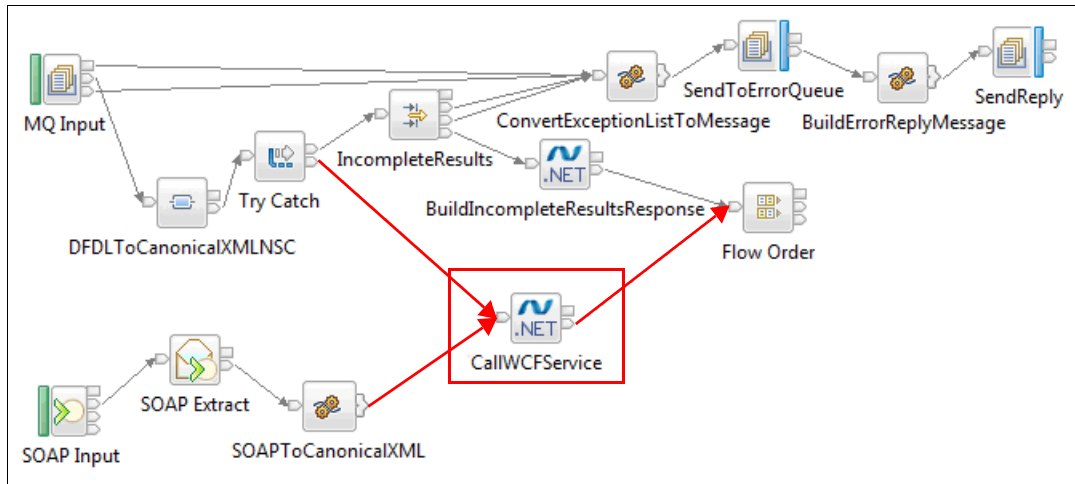 MQ Input
ConvertExceptionListToMessage
SendToErrorQueue
BuildErrorReplyMessage
SendReply
IncompleteResults
Try Catch
DFDLToCanonicalXMLNSC
.NET
BuildIncompleteResultsResponse
Flow Order
.NET
CallWCFService
SOAP Extract
SOAP Input
SOAPToCanonicalXML